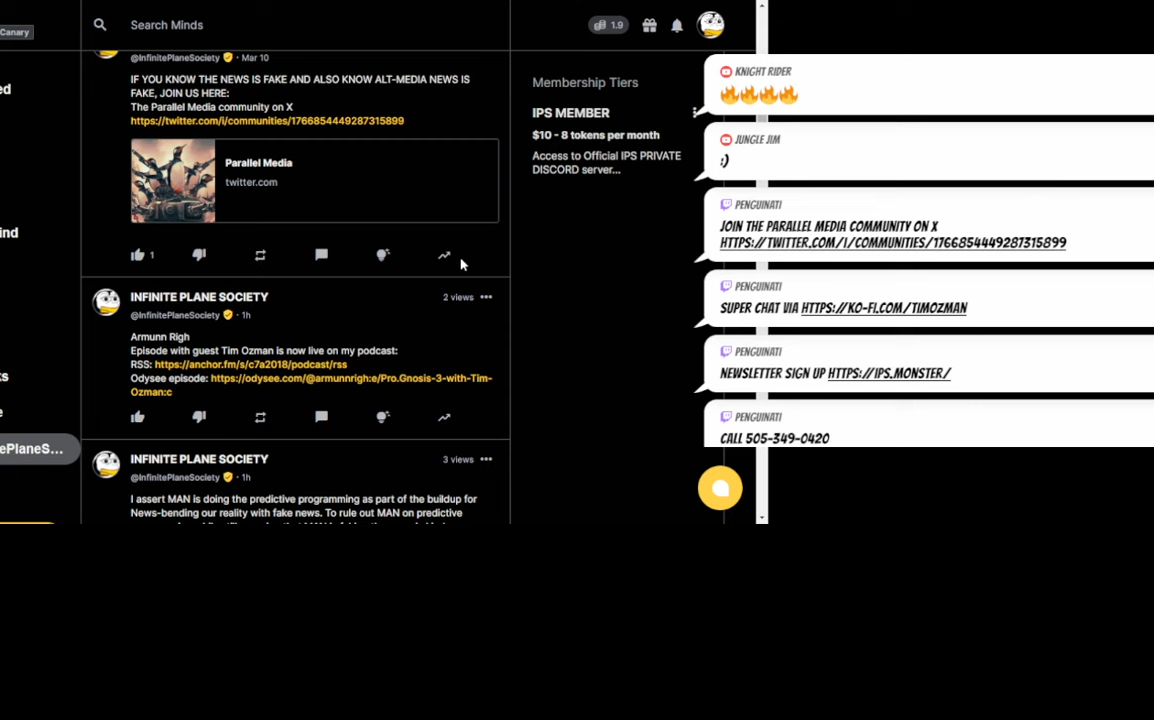 Canary
Search Minds
1.9
@InfinitePlaneSociety · Mar 10
IF YOU KNOW THE NEWS IS FAKE AND ALSO KNOW ALT-MEDIA NEWS IS
FAKE, JOIN US HERE:
The Parallel Media community on X
https://twitter.com/i/communities/1766854449287315899
Parallel Media
twitter.com
1
INFINITE PLANE SOCIETY
2 views
@InfinitePlaneSociety · 1h
Armunn Righ
Episode with guest Tim Ozman is now live on my podcast:
RSS: https://anchor.fm/s/c7a2018/podcast/rss
Odysee episode: https://odysee.com/@armunnrigh:e/Pro.Gnosis-3-with-Tim-
Ozman:c
INFINITE PLANE SOCIETY
3 views
@InfinitePlaneSociety · 1h
I assert MAN is doing the predictive programming as part of the buildup for
News-bending our reality with fake news. To rule out MAN on predictive
ePlaneS...
Membership Tiers
IPS MEMBER
$10 - 8 tokens per month
Access to Official IPS PRIVATE
DISCORD server...
KNIGHT RIDER
🔥🔥🔥🔥
JUNGLE JIM
:)
PENGUINATI
JOIN THE PARALLEL MEDIA COMMUNITY ON X
HTTPS://TWITTER.COM/I/COMMUNITIES/1766854449287315899
PENGUINATI
SUPER CHAT VIA HTTPS://KO-FI.COM/TIMOZMAN
PENGUINATI
NEWSLETTER SIGN UP HTTPS://IPS.MONSTER/
PENGUINATI
CALL 505-349-0420